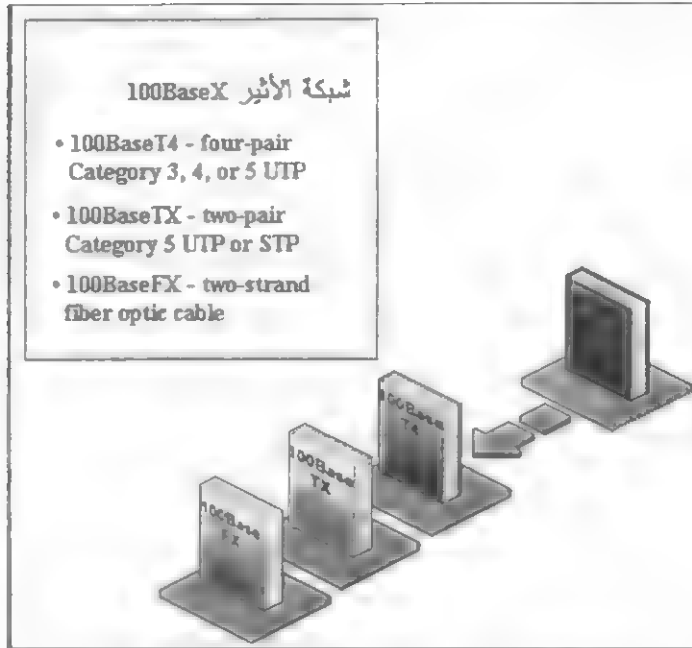 شبكة الأثير 100BaseX
• 100BaseT4 - four-pair
Category 3, 4, or 5 UTP
• 100BaseTX - two-pair
Category 5 UTP or STP
• 100BaseFX - two-strand
fiber optic cable
100Base
T4
100Base
TX
100Base
FX